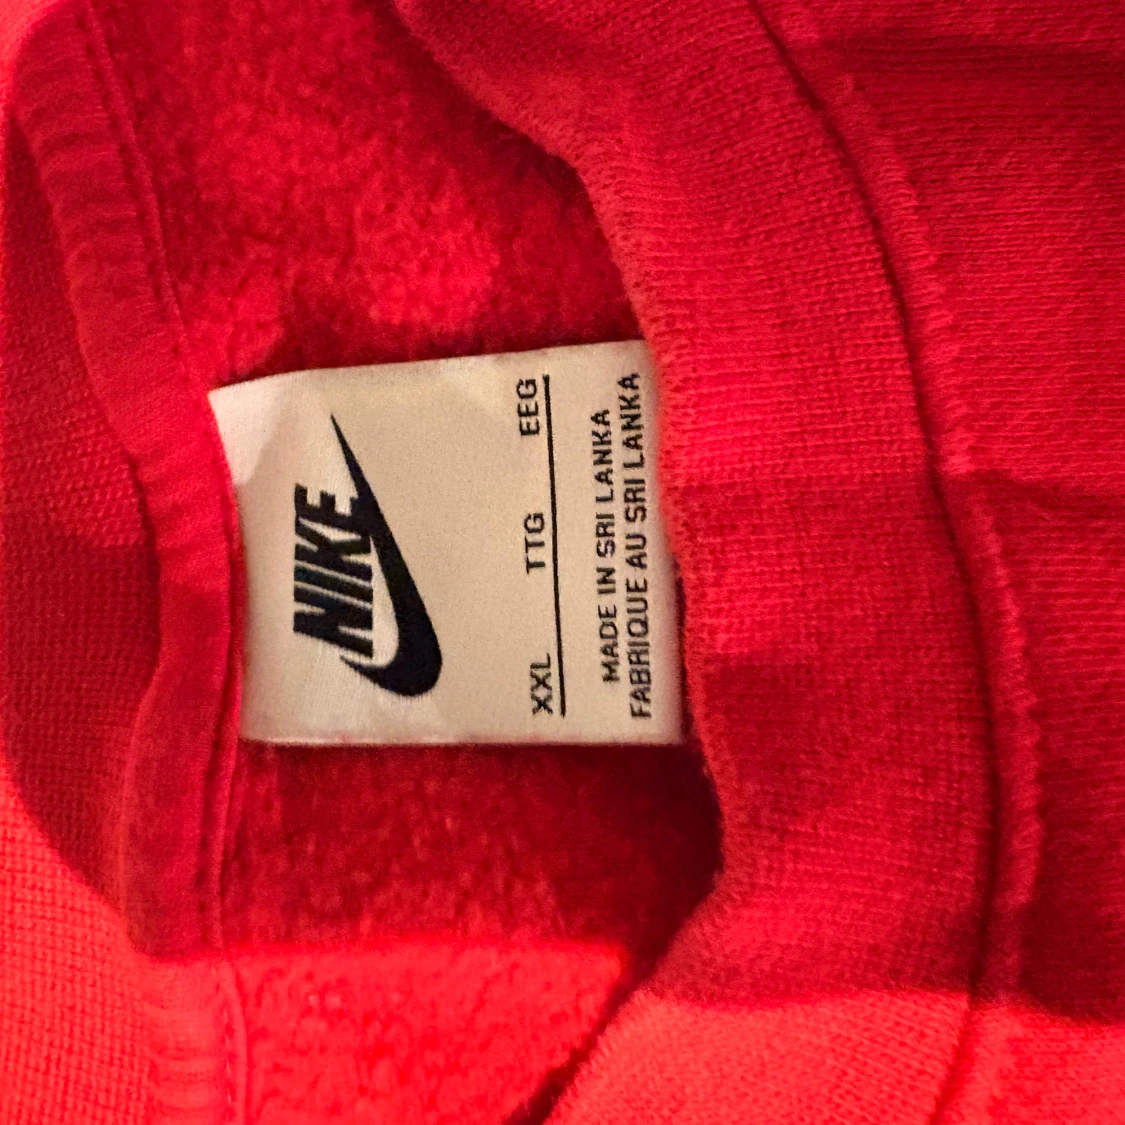 NIKE
XXL TTG EEG
MADE IN SRI LANKA
FABRIQUE AU SRI LANKA